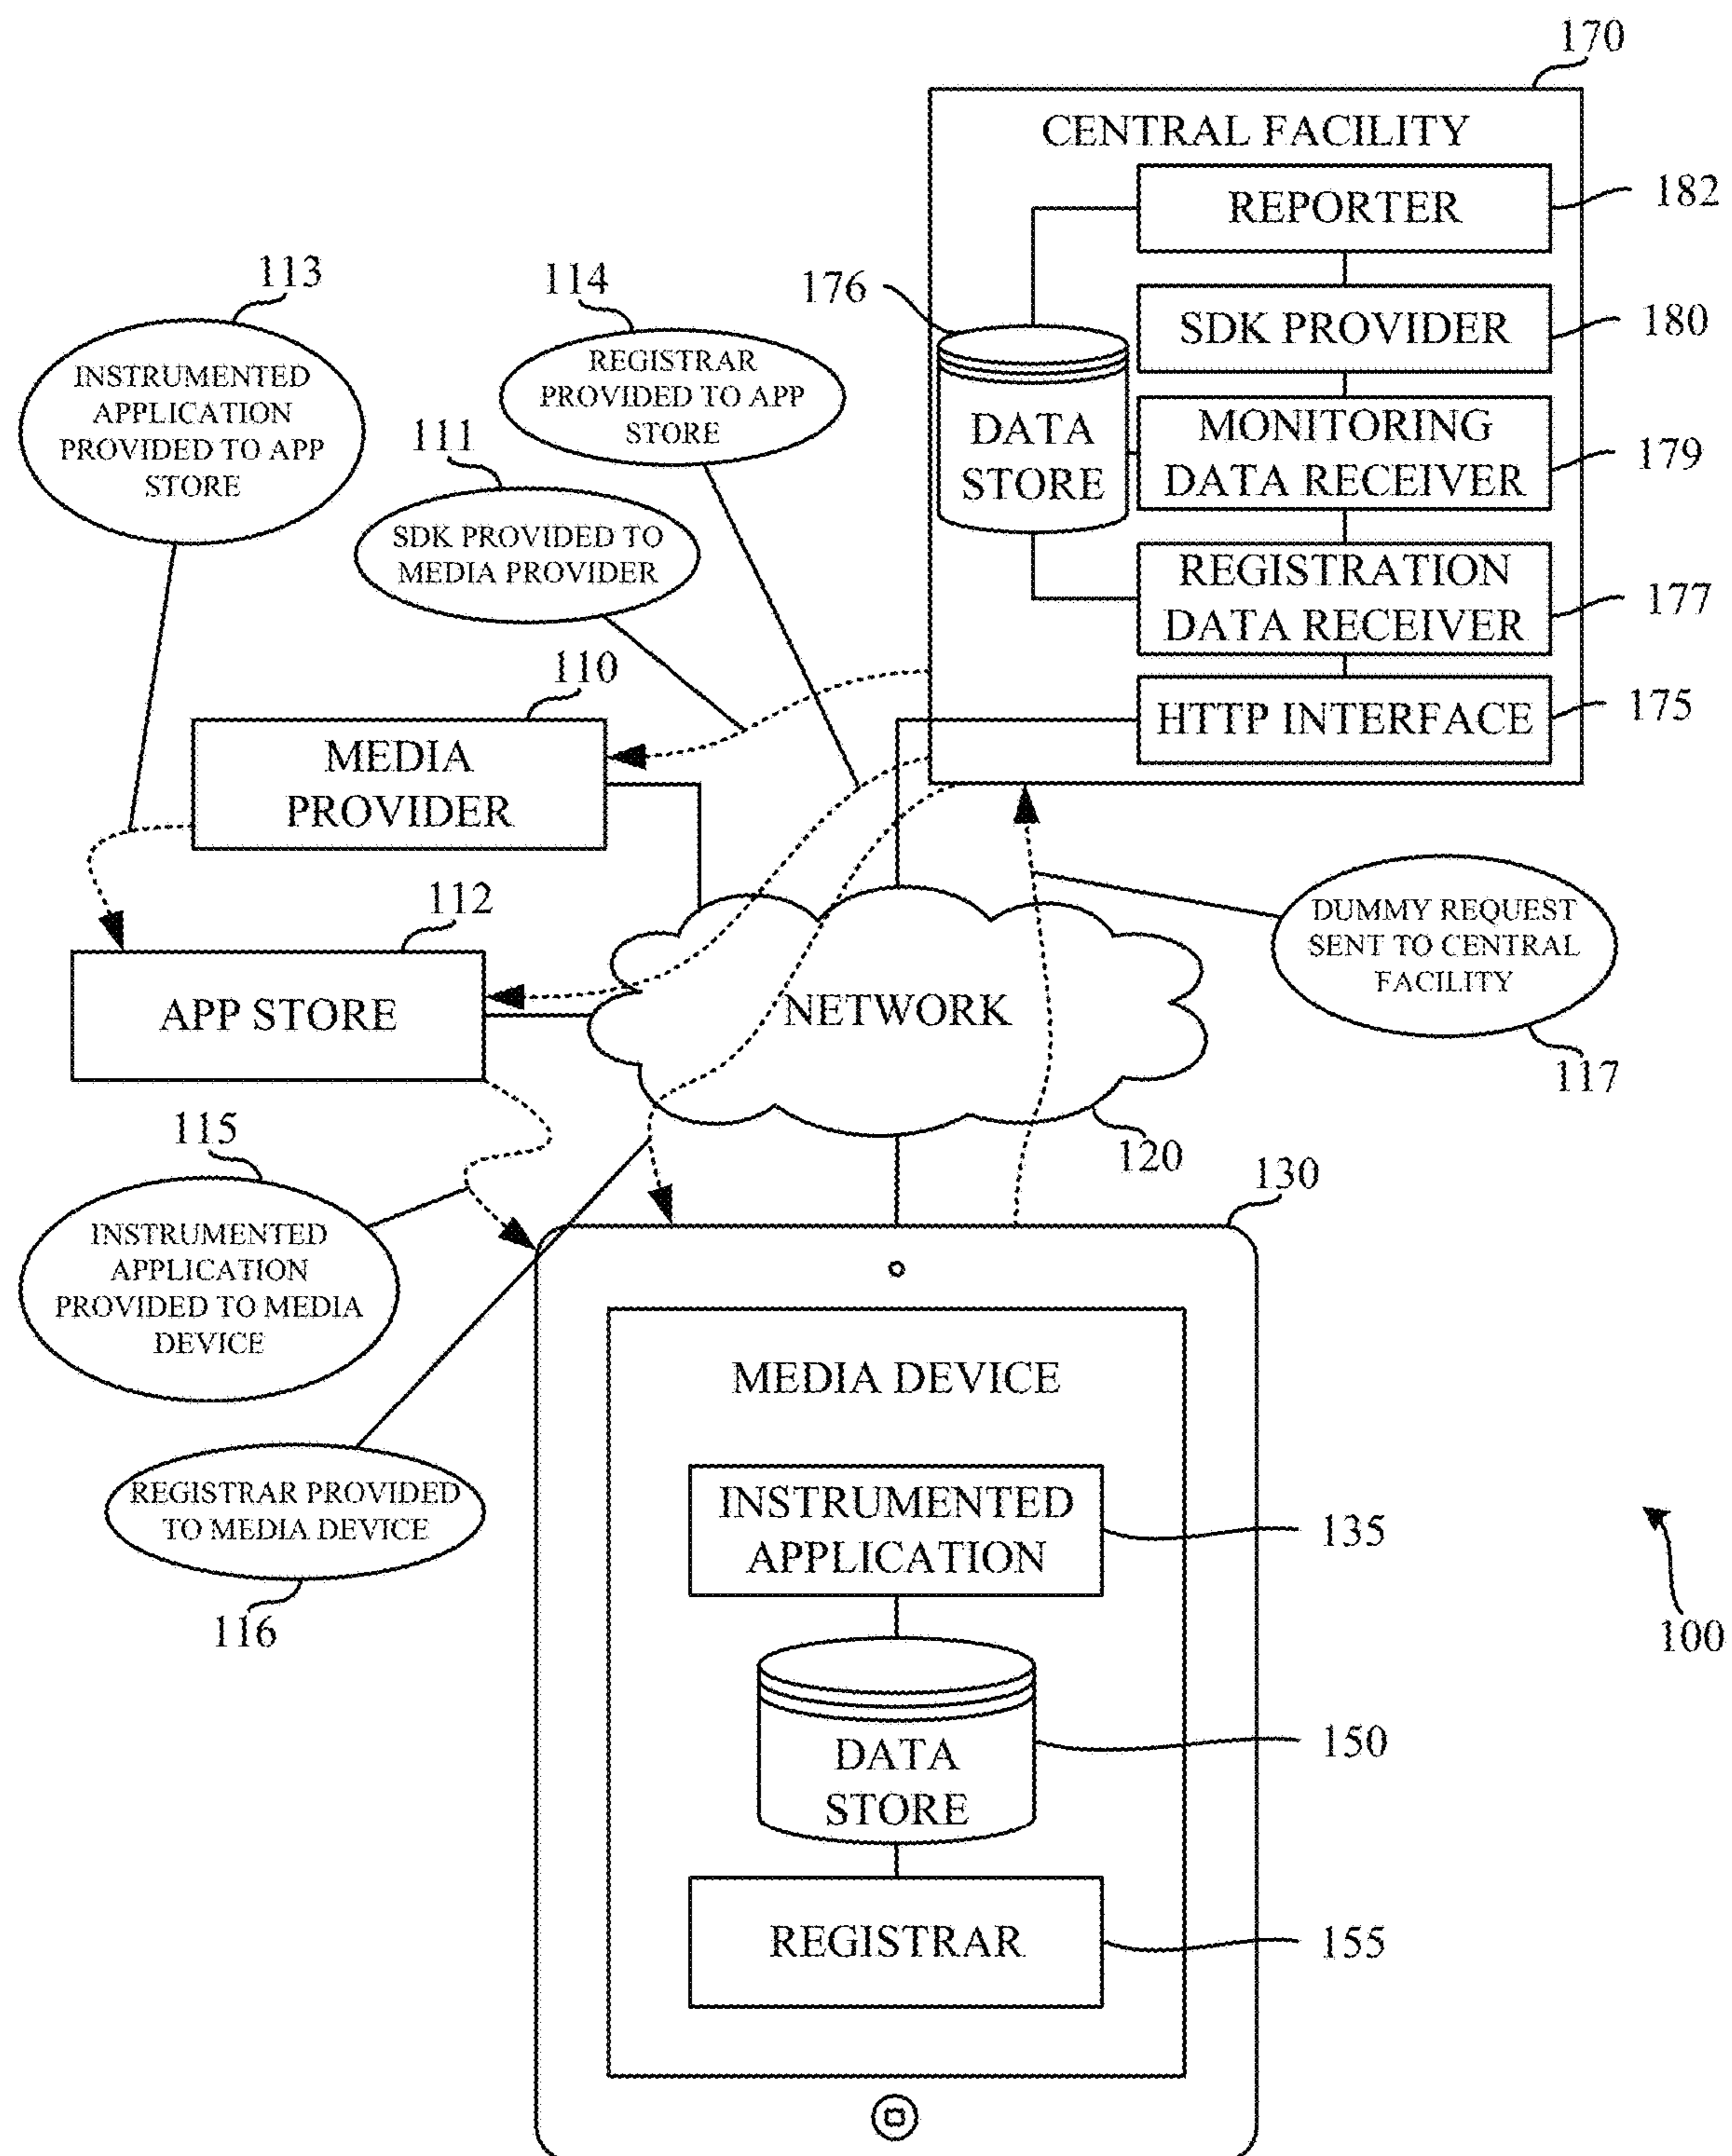 170
CENTRAL FACILITY
REPORTER
182
SDK PROVIDER
180
176
DATA
STORE
MONITORING
DATA RECEIVER
179
REGISTRATION
DATA RECEIVER
177
HTTP INTERFACE
175
113
INSTRUMENTED
APPLICATION
PROVIDED TO APP
STORE
114
REGISTRAR
PROVIDED TO APP
STORE
111
SDK PROVIDED TO
MEDIA PROVIDER
110
MEDIA
PROVIDER
112
APP STORE
NETWORK
120
DUMMY REQUEST
SENT TO CENTRAL
FACILITY
117
115
INSTRUMENTED
APPLICATION
PROVIDED TO MEDIA
DEVICE
REGISTRAR PROVIDED
TO MEDIA DEVICE
116
130
MEDIA DEVICE
INSTRUMENTED
APPLICATION
135
DATA
STORE
150
REGISTRAR
155
100